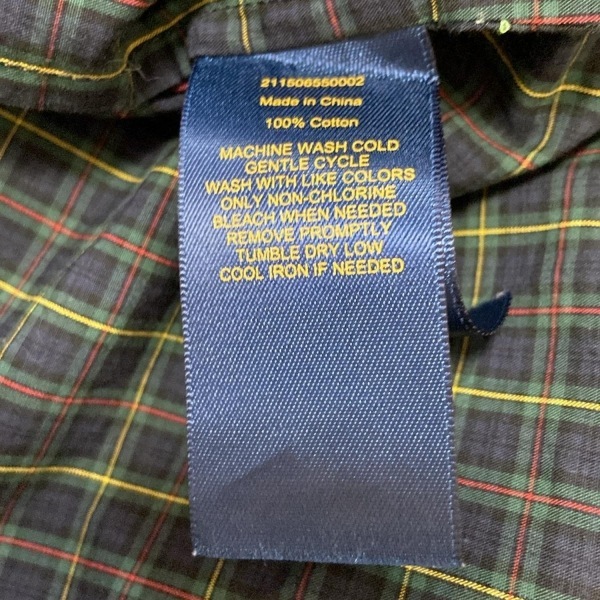 211506550002
Made in China
100% Cotton
MACHINE WASH COLD
GENTLE CYCLE
WASH WITH LIKE COLORS
ONLY NON-CHLORINE
BLEACH WHEN NEEDED
REMOVE PROMPTLY
TUMBLE DRY LOW
COOL IRON IF NEEDED